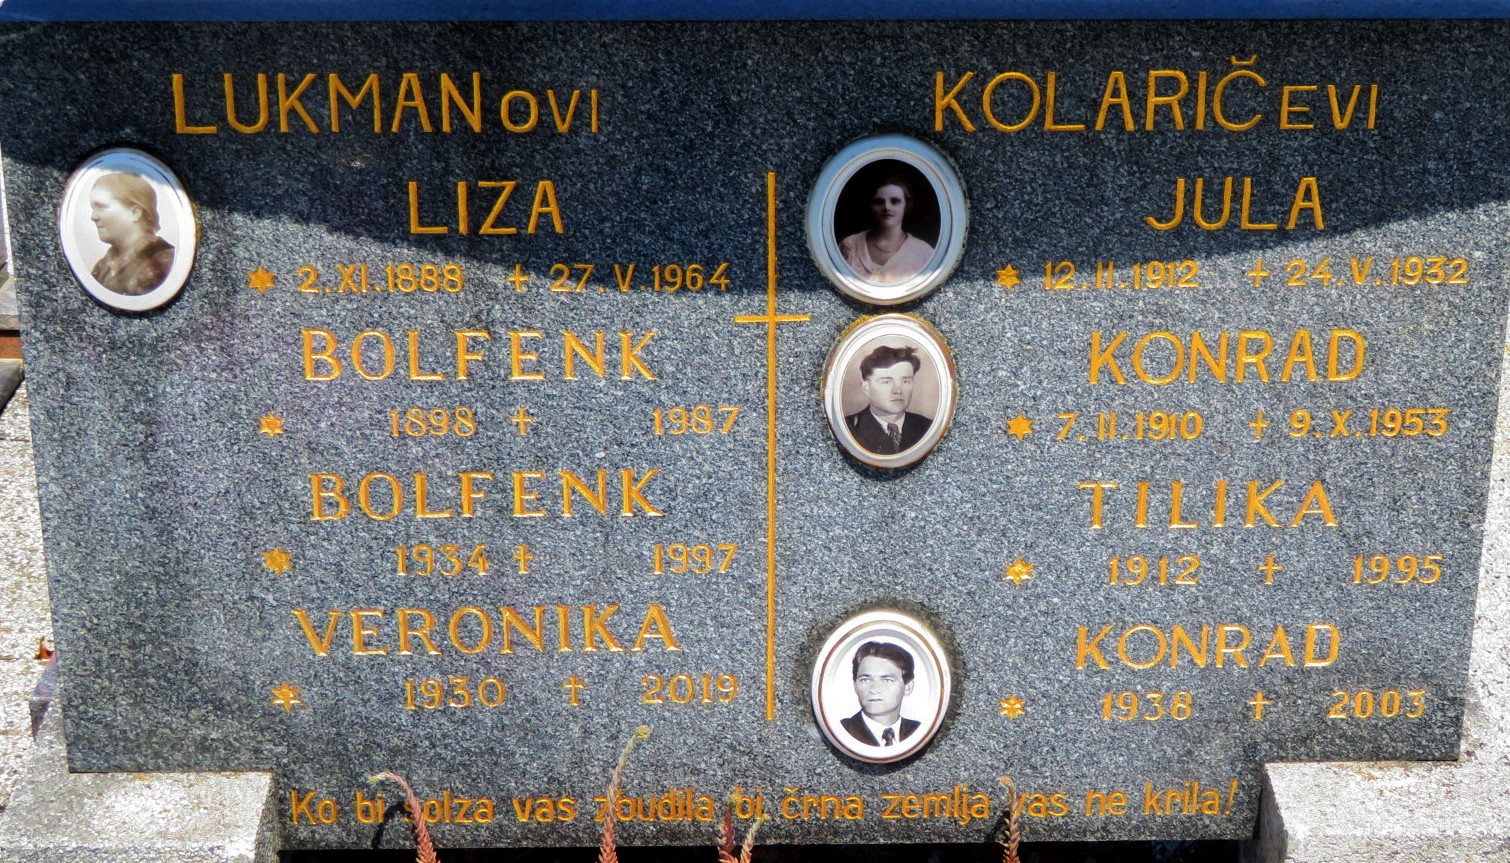 LUKMANOVI
LIZA
* 2.XI.1888 + 27.V.1964
BOLFENK
* 1898 + 1987
BOLFENK
* 1934 + 1997
VERONIKA
* 1930 + 2019
KOLARIČEVI
JULA
* 12.II.1912 + 24.V.1932
KONRAD
* 7.II.1910 + 9.X.1953
TILIKA
* 1912 + 1995
KONRAD
* 1938 + 2003
Ko bi solza vas zbudila bi črna zemlja vas ne krila!